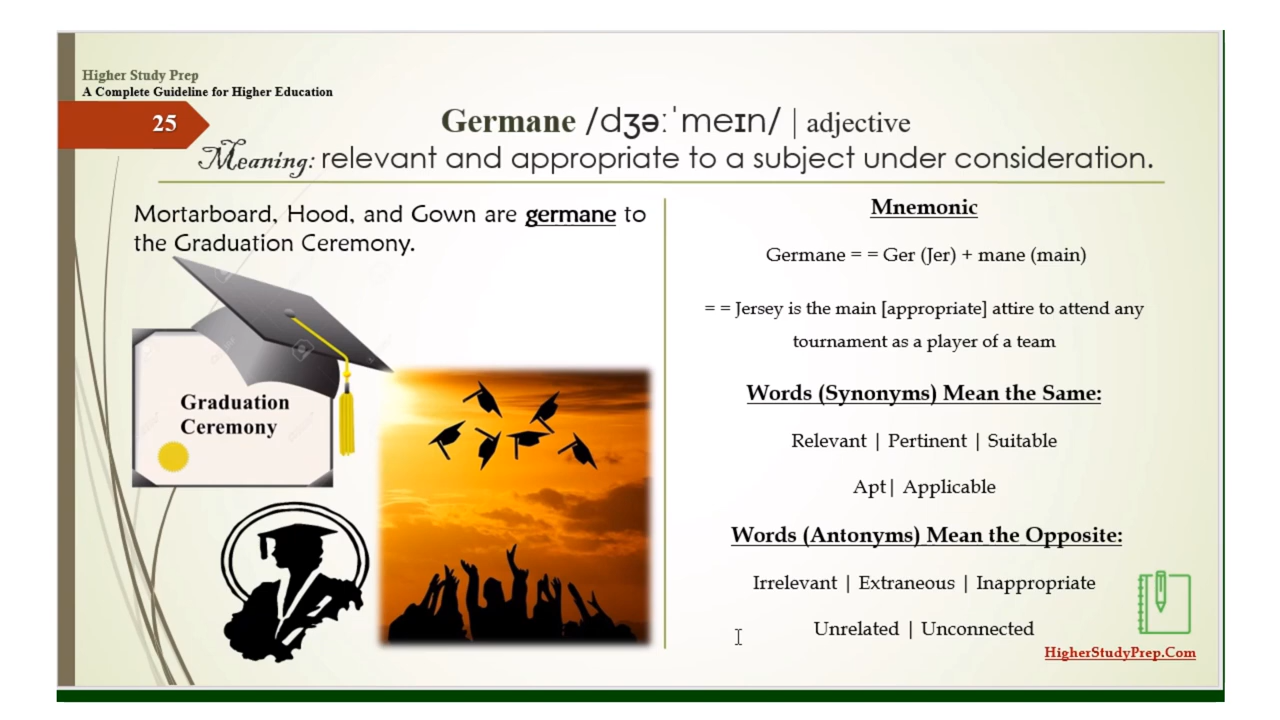 Higher Study Prep
A Complete Guideline for Higher Education
25
Germane /dʒəːˈmeɪn/ | adjective
Meaning: relevant and appropriate to a subject under consideration.
Mortarboard, Hood, and Gown are germane to
the Graduation Ceremony.
Graduation
Ceremony
Mnemonic
Germane = = Ger (Jer) + mane (main)
= = Jersey is the main [appropriate] attire to attend any
tournament as a player of a team
Words (Synonyms) Mean the Same:
Relevant | Pertinent | Suitable
Apt| Applicable
Words (Antonyms) Mean the Opposite:
Irrelevant | Extraneous | Inappropriate
Unrelated | Unconnected
HigherStudyPrep.Com